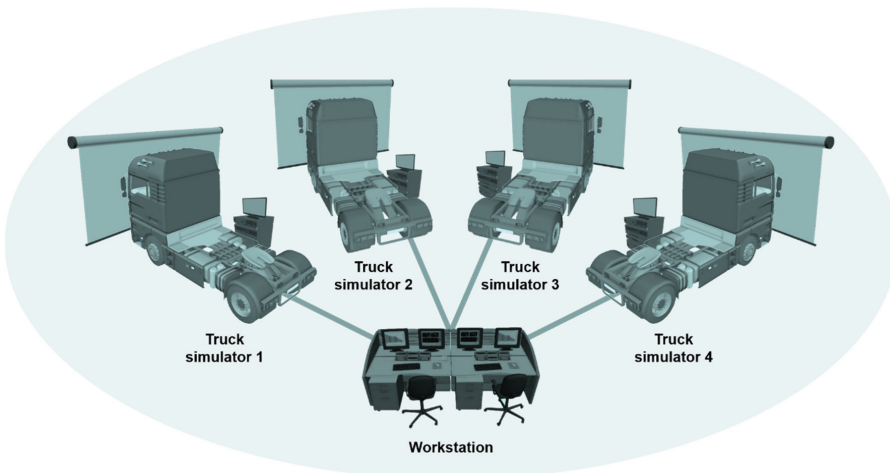 Truck
simulator 1
Truck
simulator 2
Truck
simulator 3
Truck
simulator 4
Workstation